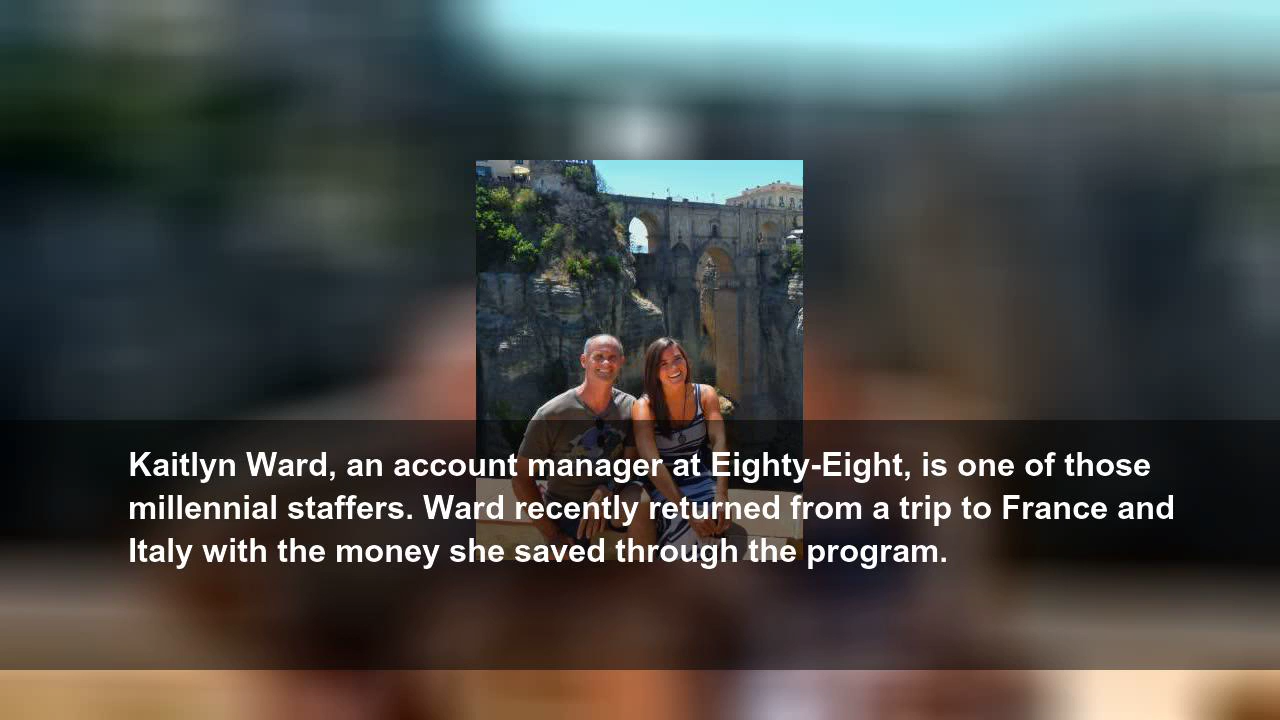 Kaitlyn Ward, an account manager at Eighty-Eight, is one of those
millennial staffers. Ward recently returned from a trip to France and
Italy with the money she saved through the program.